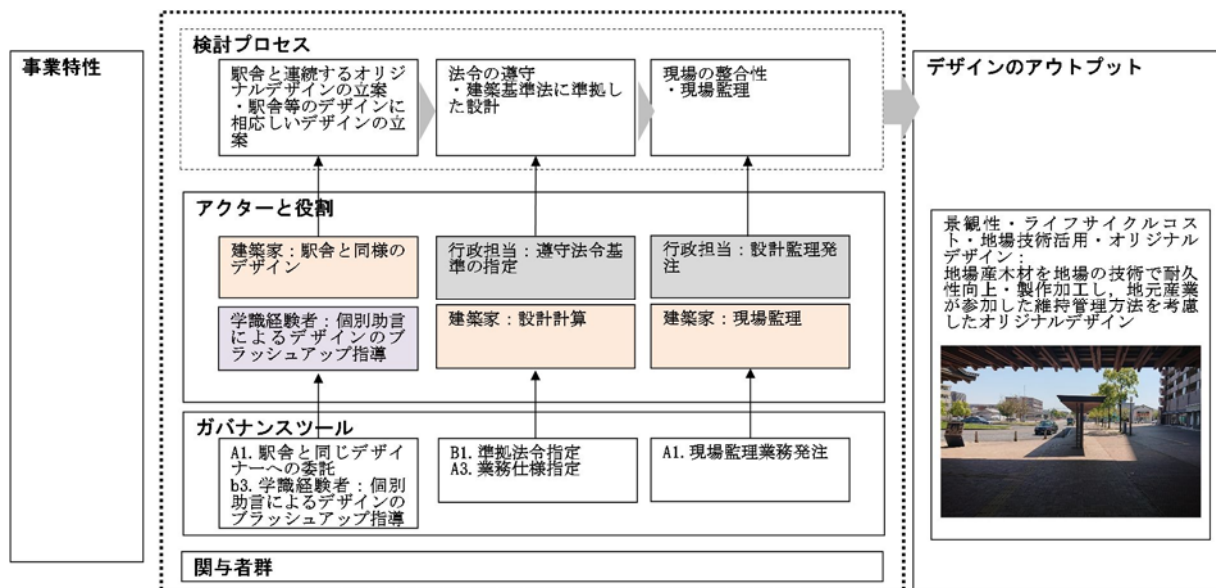 事業特性
検討プロセス
駅舎と連続するオリジ
ナルデザインの立案
・駅舎等のデザインに
相応しいデザインの立
案
法令の遵守
・建築基準法に準拠し
た設計
現場の整合性
・現場監理
アクターと役割
建築家：駅舎と同様の
デザイン
行政担当：遵守法令基
準の指定
行政担当：設計監理発
注
学識経験者：個別助言
によるデザインのブ
ラッシュアップ指導
建築家：設計計算
建築家：現場監理
ガバナンスツール
A1. 駅舎と同じデザイ
ナーへの委託
b3. 学識経験者：個別
助言によるデザインの
ブラッシュアップ指導
B1. 準拠法令指定
A3. 業務仕様指定
A1. 現場監理業務発注
関与者群
デザインのアウトプット
景観性・ライフサイクルコス
ト・地場技術活用・オリジナル
デザイン：
地場産木材を地場の技術で耐久
性向上・製作加工し，地元産業
が参加した維持管理方法を考慮
したオリジナルデザイン